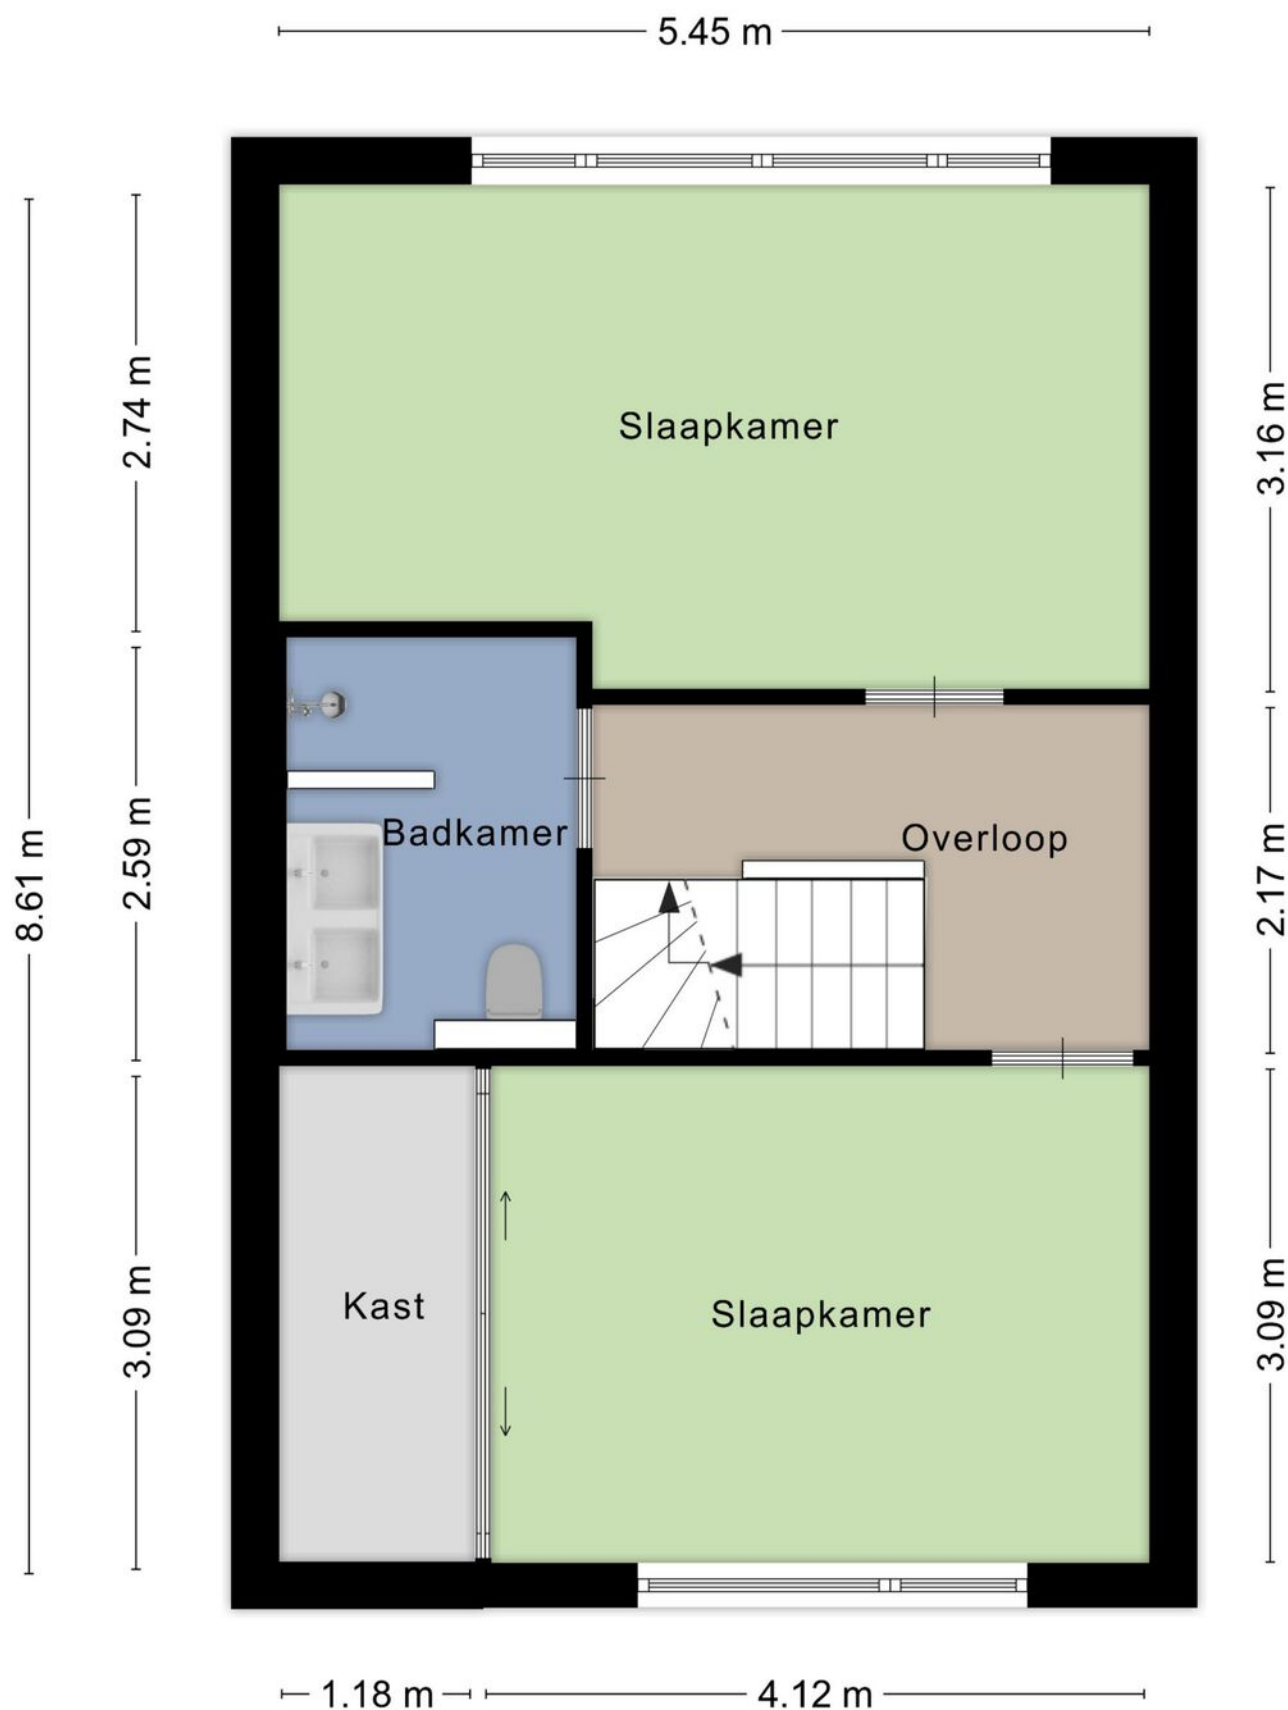 5.45 m
2.74 m
3.16 m
Slaapkamer
8.61 m
2.59 m
Badkamer
Overloop
2.17 m
3.09 m
Kast
Slaapkamer
3.09 m
1.18 m
4.12 m